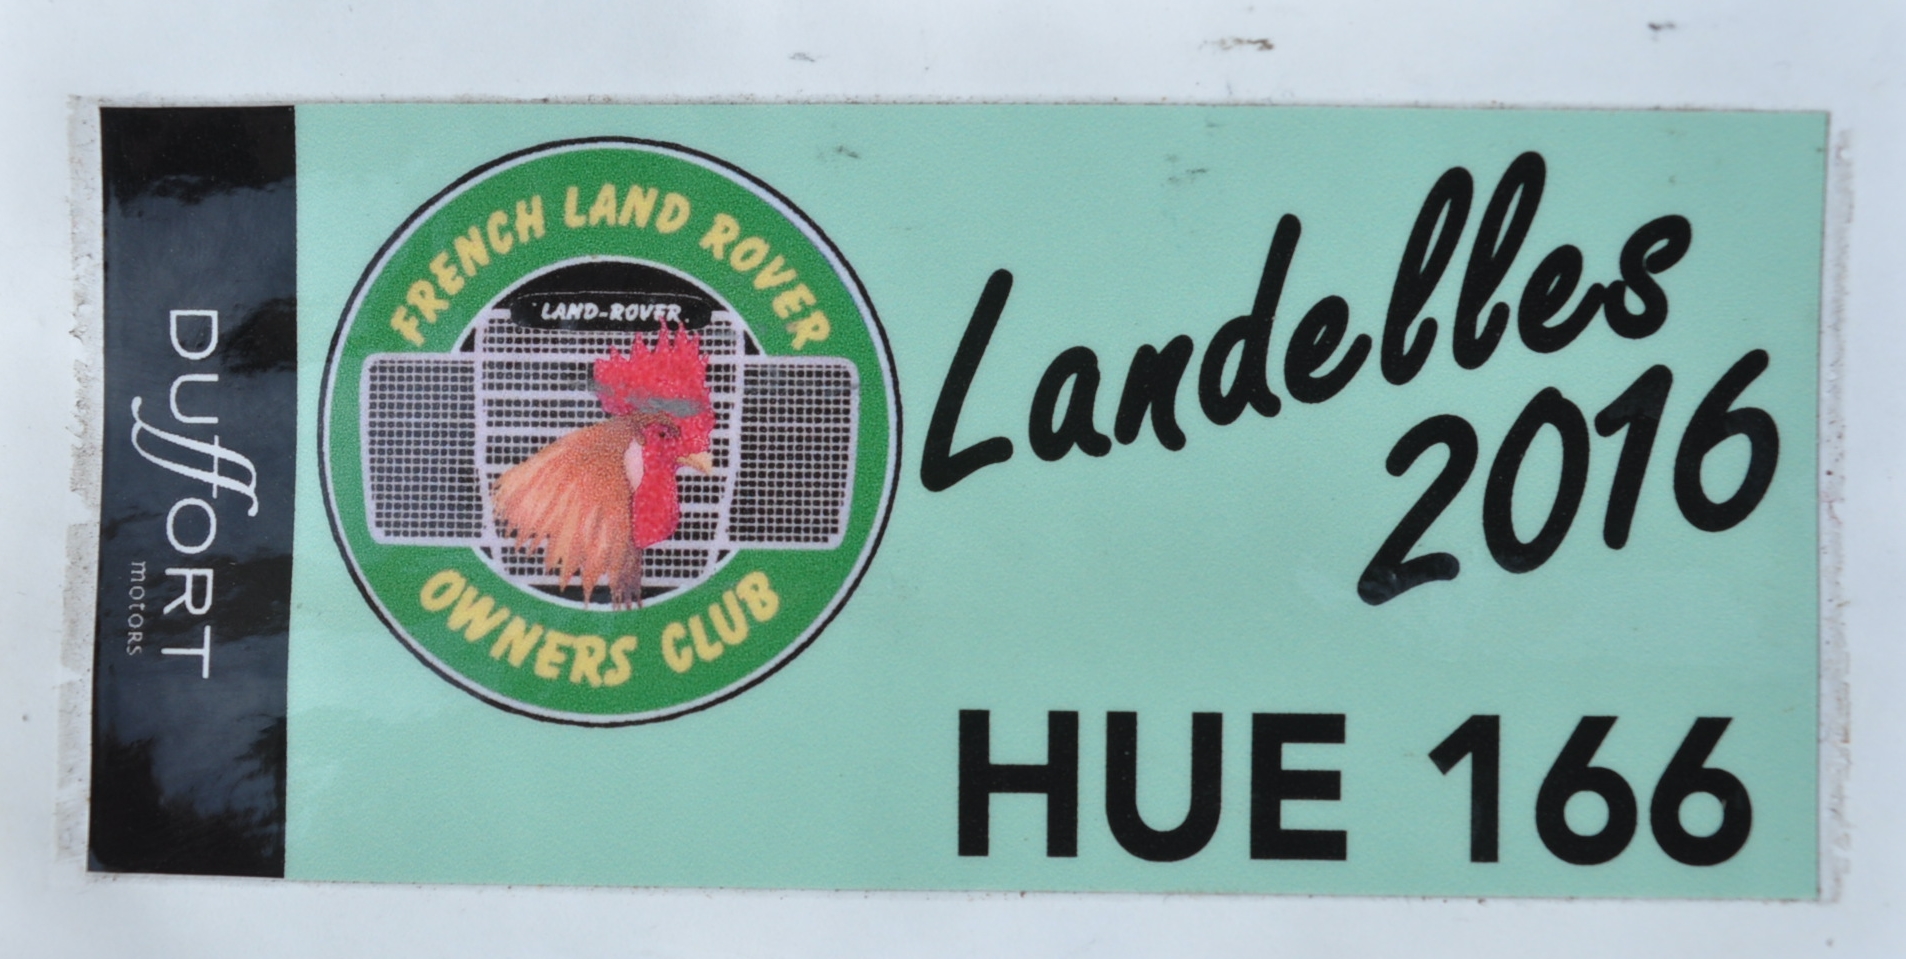 DUffORT
motors
FRENCH LAND ROVER
LAND-ROVER
OWNERS CLUB
Landelles
2016
HUE 166